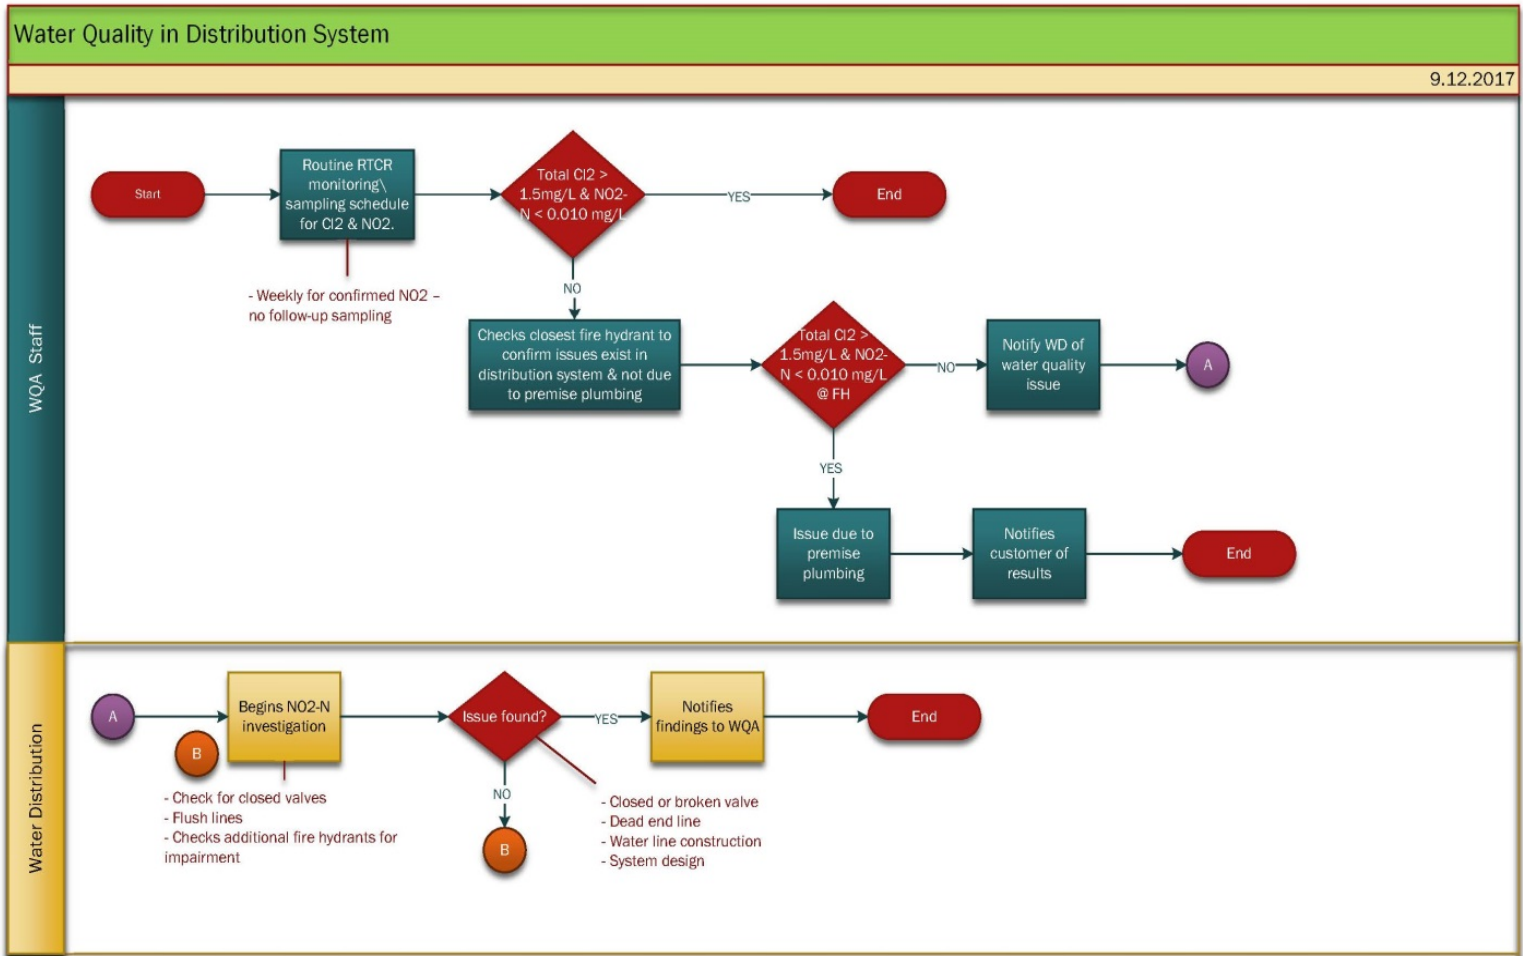 Water Quality in Distribution System
9.12.2017
WQA Staff
Start
Routine RTCR
monitoring\
sampling schedule
for Cl2 & NO2.
- Weekly for confirmed NO2 –
no follow-up sampling
Total Cl2 >
1.5mg/L & NO2-
N < 0.010 mg/L
YES
End
NO
Checks closest fire hydrant to
confirm issues exist in
distribution system & not due
to premise plumbing
Total Cl2 >
1.5mg/L & NO2-
N < 0.010 mg/L
@ FH
NO
Notify WD of
water quality
issue
A
YES
Issue due to
premise
plumbing
Notifies
customer of
results
End
Water Distribution
A
B
Begins NO2-N
investigation
- Check for closed valves
- Flush lines
- Checks additional fire hydrants for
impairment
Issue found?
YES
Notifies
findings to WQA
End
NO
B
- Closed or broken valve
- Dead end line
- Water line construction
- System design